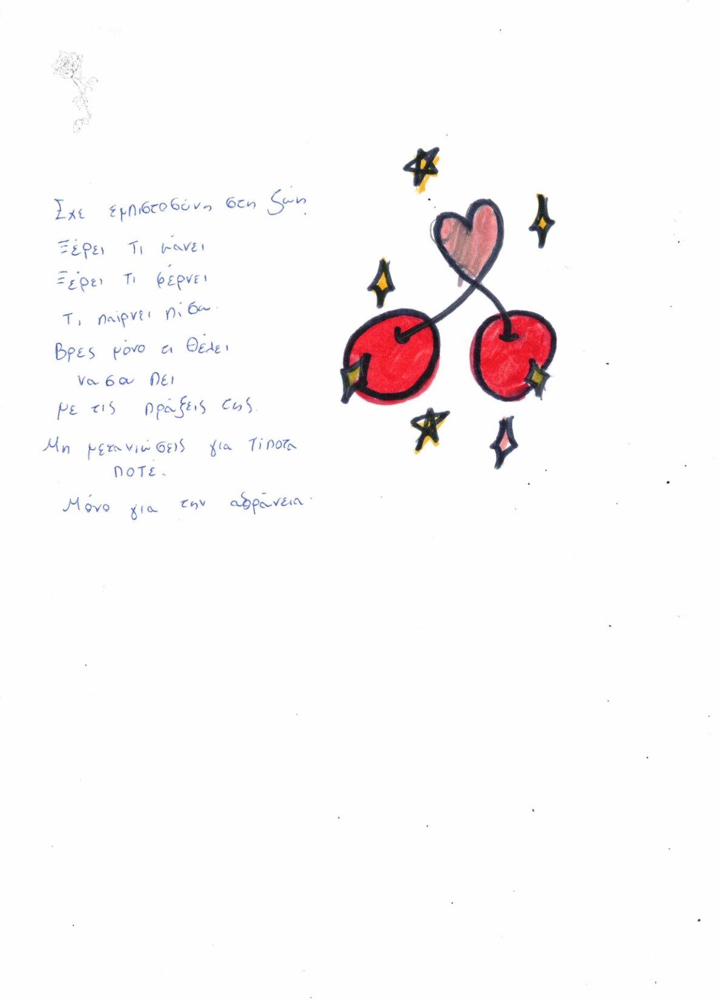 Σχε εμπιστοσύνη στη ζωή.
Ξέρει τι κάνει
Ξέρει τι φέρνει
Τι παίρνει πίσω.
Βρες μόνο τι θέλει
να σου πει
με τις πράξεις της.
Μη μετανιώσεις για τίποτα
ποτέ.
Μόνο για την αδράνεια.